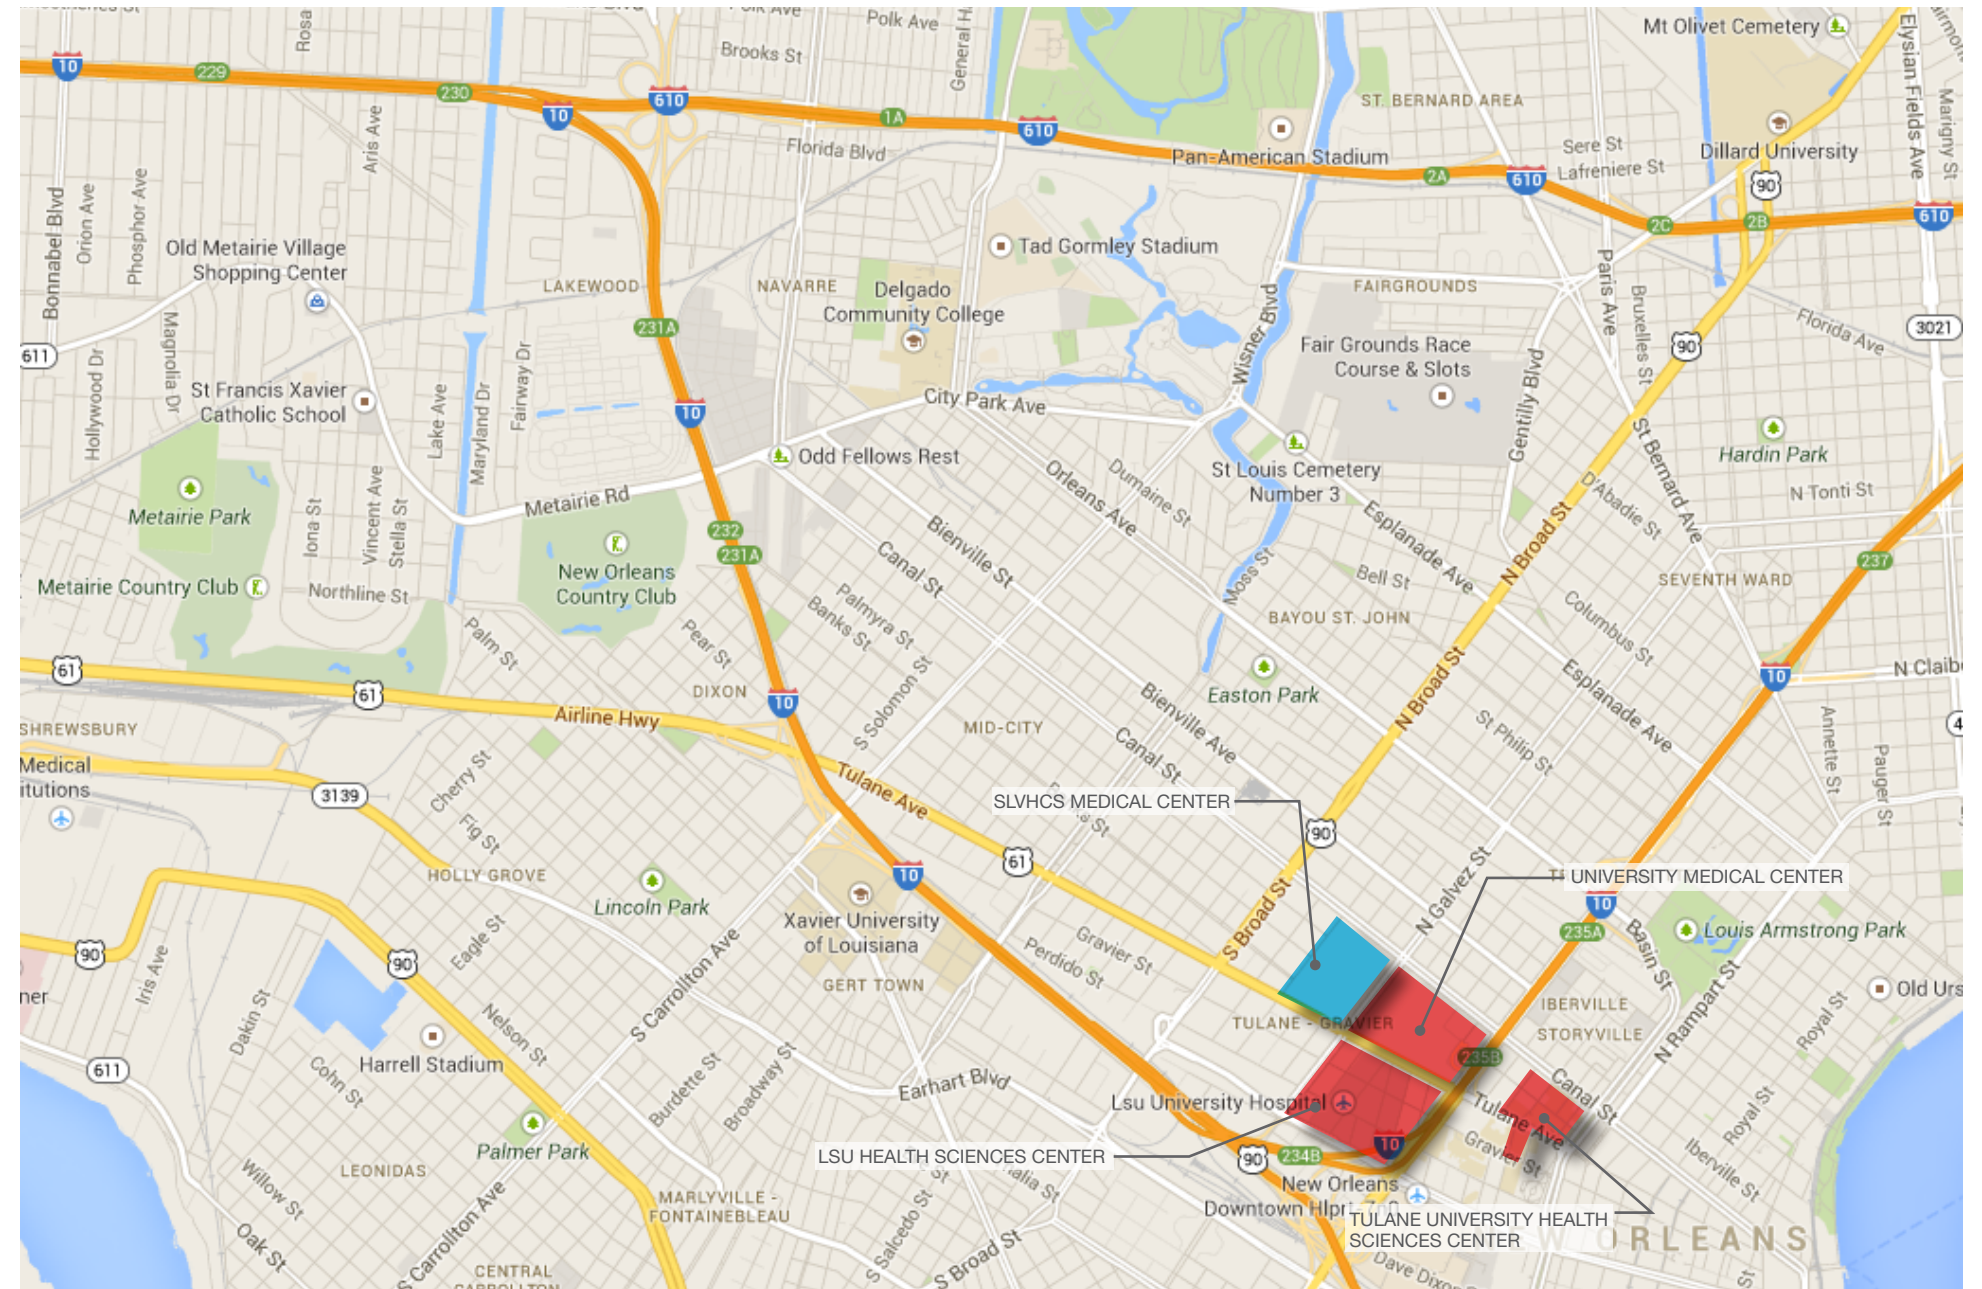 Polk Ave
Polk Ave
Mt Olivet Cemetery
Rosa
Brooks St
General H
Elysian Fields Ave
Marigny St
10
229
230
10
610
1A
610
ST. BERNARD AREA
Aris Ave
Florida Blvd
Pan-American Stadium
Sere St
Lafreniere St
Dillard University
2A
610
90
2C
2B
610
Bonnabel Blvd
Orion Ave
Phosphor Ave
Old Metairie Village
Shopping Center
LAKEWOOD
NAVARRE
Tad Gormley Stadium
Delgado
Community College
Wisner Blvd
FAIRGROUNDS
Paris Ave
Bruxelles St
Florida Ave
3021
611
231A
Hollywood Dr
Magnolia Dr
St Francis Xavier
Catholic School
Lake Ave
Maryland Dr
Fairway Dr
10
City Park Ave
Fair Grounds Race
Course & Slots
Gentilly Blvd
90
St Bernard Ave
Hardin Park
N Tonti St
Metairie Park
Iona St
Vincent Ave
Stella St
Metairie Rd
Odd Fellows Rest
Orleans Ave
Dumaine St
St Louis Cemetery
Number 3
Esplanade Ave
D'Abadie St
N Broad St
232
231A
Metairie Country Club
Northline St
New Orleans
Country Club
Bienville St
Canal St
Palmyra St
Banks St
Moss St
Bell St
BAYOU ST. JOHN
SEVENTH WARD
237
Columbus St
Palm St
Pear St
61
61
DIXON
10
Airline Hwy
SHREWSBURY
S Solomon St
MID-CITY
Easton Park
N Broad St
Esplanade Ave
10
N Claib
Bienville Ave
Canal St
St Philip St
Annette St
Pauger St
4
Medical
itutions
3139
Cherry St
Fig St
Tulane Ave
SLVHCS MEDICAL CENTER
90
61
HOLLY GROVE
Lincoln Park
10
Xavier University
of Louisiana
GERT TOWN
S Broad St
N Galvez St
UNIVERSITY MEDICAL CENTER
10
235A
Basin St
Louis Armstrong Park
Gravier St
Perdido St
90
90
Iris Ave
Eagle St
S Carrollton Ave
ner
Dakin St
Nelson St
TULANE - GRAVIER
IBERVILLE
STORYVILLE
N Rampart St
Royal St
Old Urs
235B
611
Cohn St
Harrell Stadium
Burdette St
Broadway St
Earhart Blvd
Lsu University Hospital
Tulane Ave
Canal St
Royal St
Palmer Park
LSU HEALTH SCIENCES CENTER
10
90
234B
Gravier St
Iberville St
LEONIDAS
Willow St
Oak St
S Carrollton Ave
MARLYVILLE -
FONTAINEBLEAU
Salcedo St
S Broad St
New Orleans
Downtown Hlprt
TULANE UNIVERSITY HEALTH
SCIENCES CENTER
ORLEANS
CENTRAL
CARROLLTON